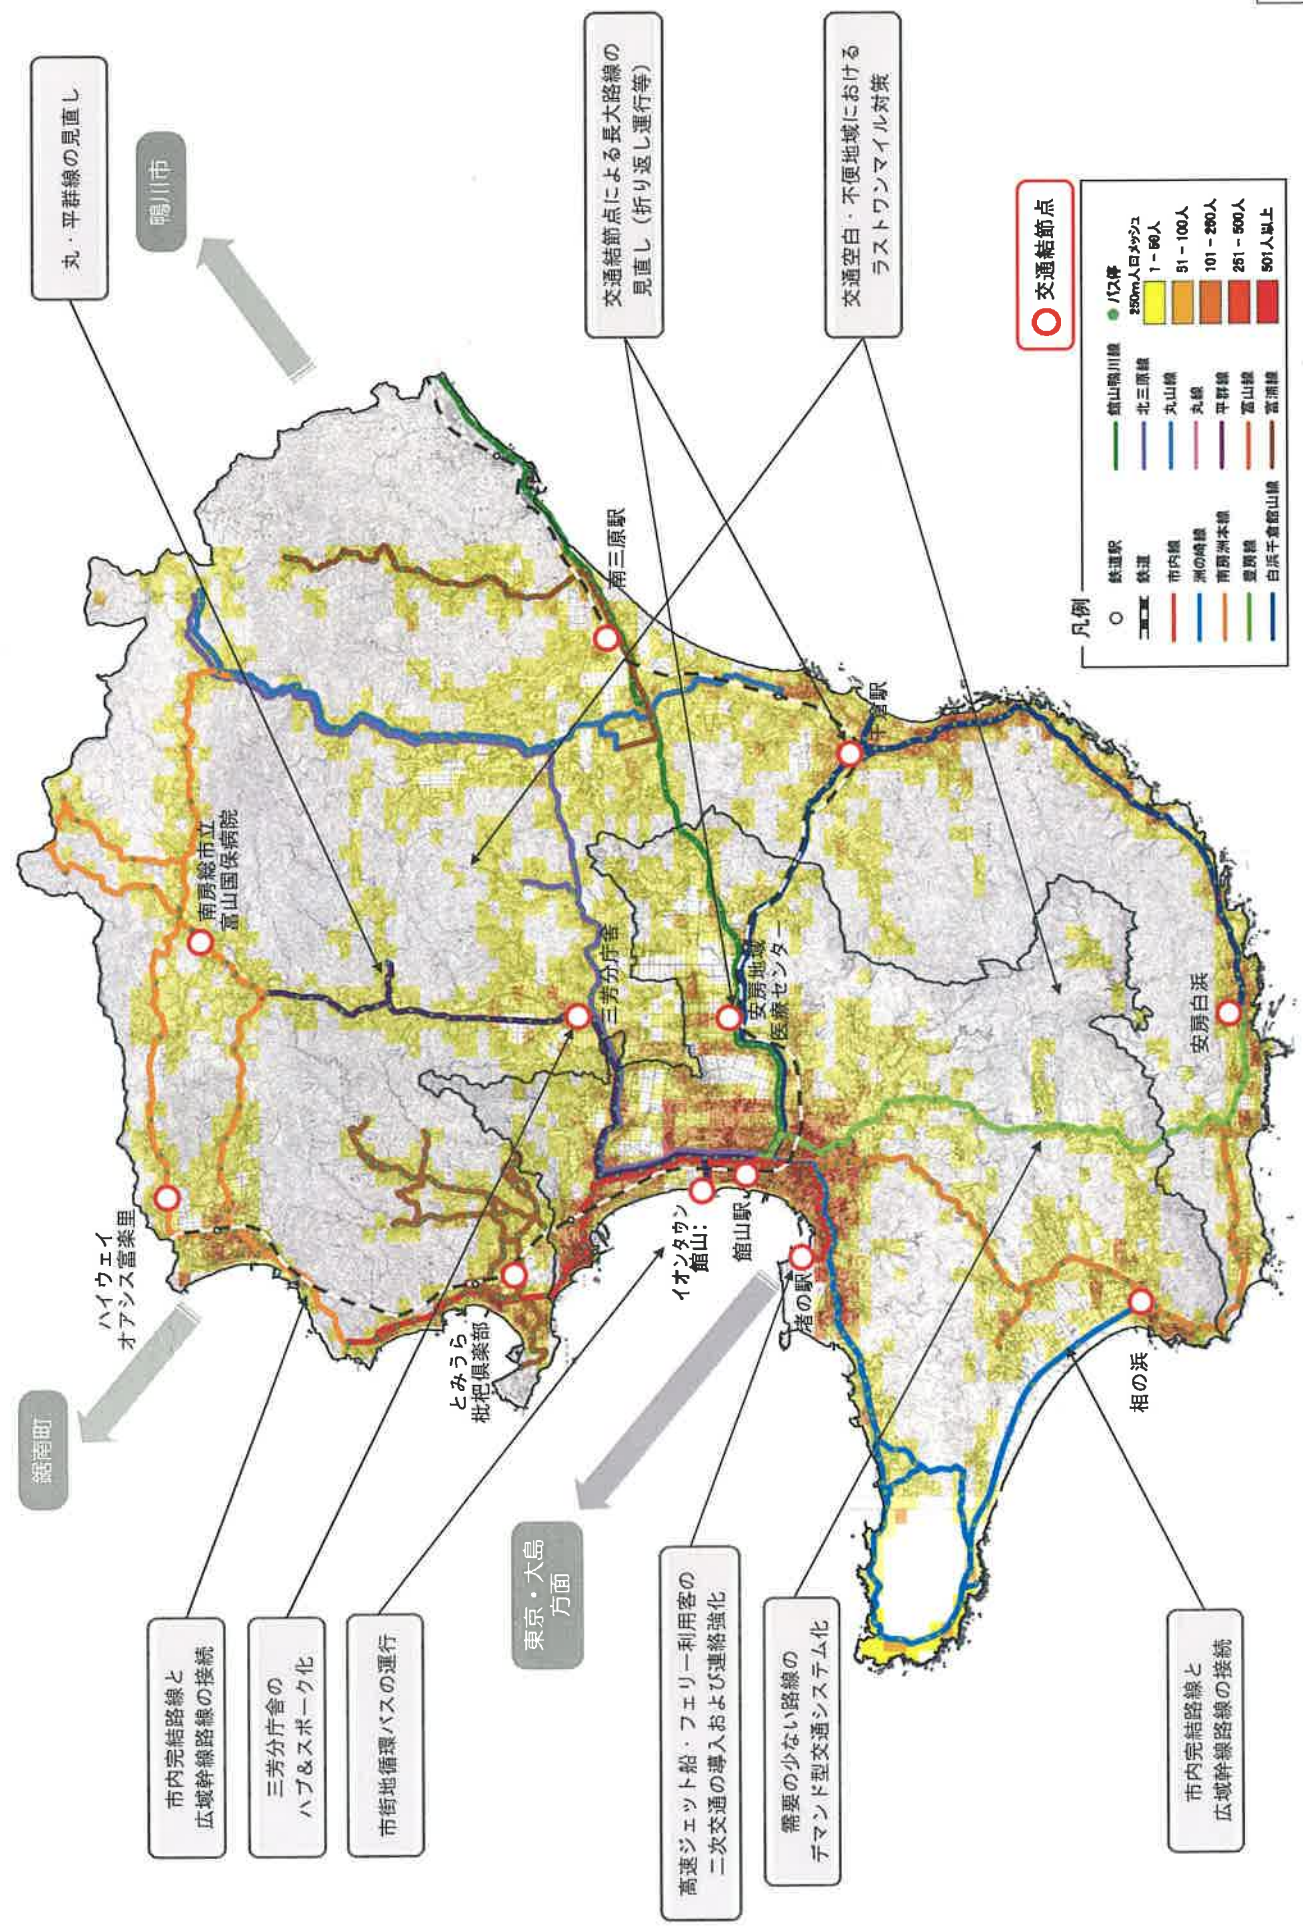 市内完結路線と
広域幹線路線の接続
三芳分庁舎の
ハブ&スポーク化
市街地循環バスの運行
高速ジェット船・フェリー利用客の
二次交通の導入および連絡強化
需要の少ない路線の
デマンド型交通システム化
市内完結路線と
広域幹線路線の接続
鋸南町
東京・大島
方面
鴨川市
丸・平群線の見直し
交通結節点による長大路線の
見直し（折り返し運行等）
交通空白・不便地域における
ラストワンマイル対策
ハイウェイ
オアシス富楽里
南房総市立
富山国保病院
とみうら
枇杷倶楽部
三芳分庁舎
イオンタウン
館山
館山駅
渚の駅
安房地域
医療センター
南三原駅
千倉駅
安房白浜
相の浜
交通結節点
凡例
鉄道駅
鉄道
市内線
洲の崎線
南房洲本線
豊房線
白浜千倉館山線
館山鴨川線
北三原線
丸山線
丸線
平群線
富山線
富浦線
バス停
250m人口メッシュ
1-50人
51-100人
101-250人
251-500人
501人以上